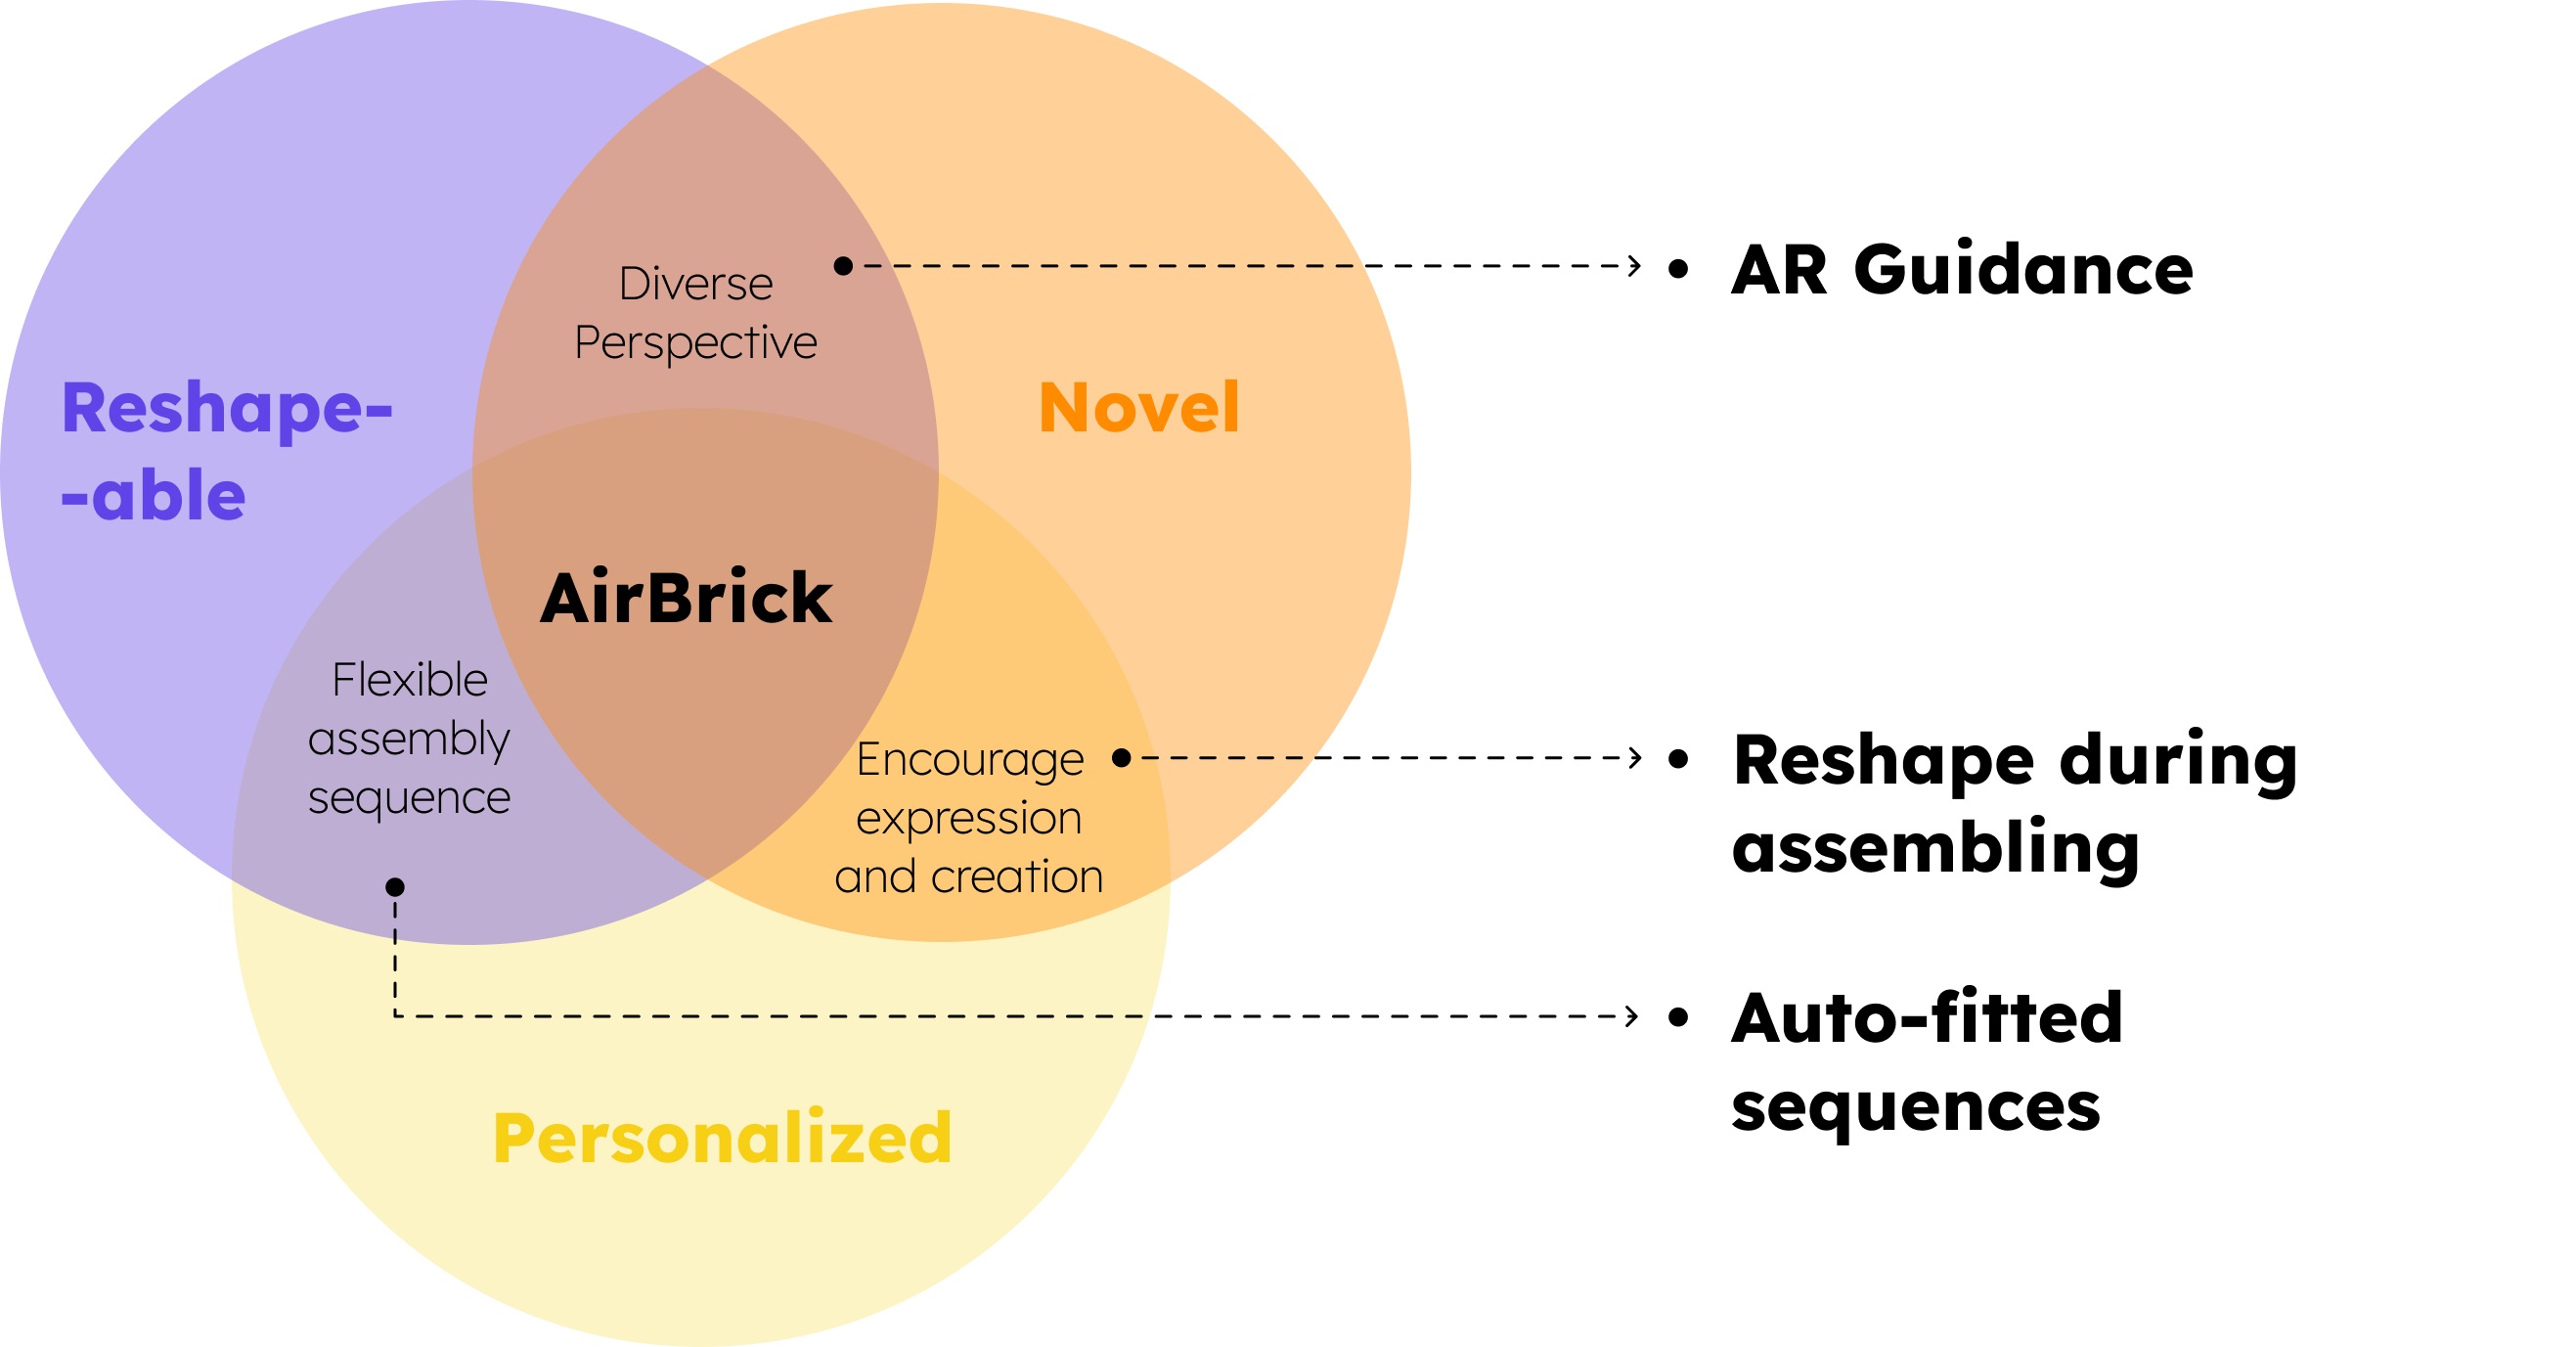 Diverse
Perspective
AR Guidance
Reshape-
-able
Novel
AirBrick
Flexible
assembly
sequence
Encourage
expression
and creation
Reshape during
assembling
Auto-fitted
sequences
Personalized